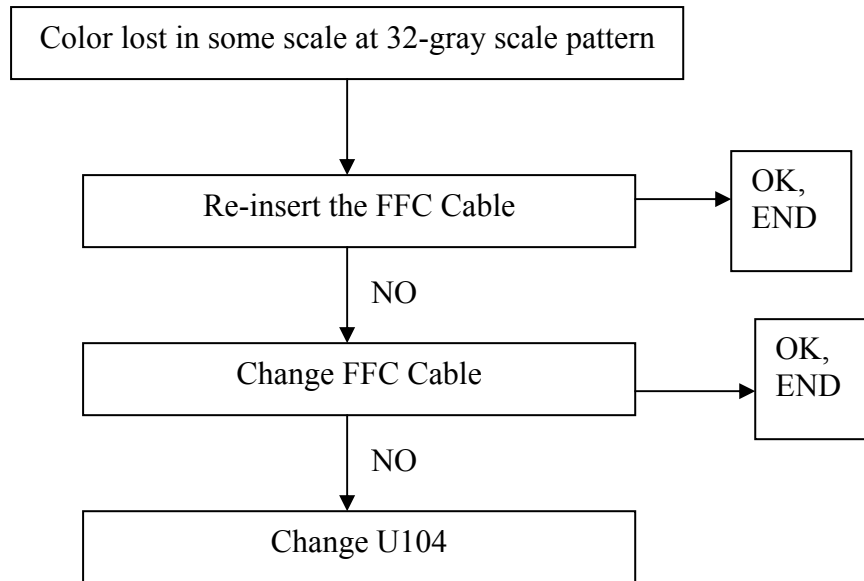 Color lost in some scale at 32-gray scale pattern
Re-insert the FFC Cable
OK,
END
NO
Change FFC Cable
OK,
END
NO
Change U104